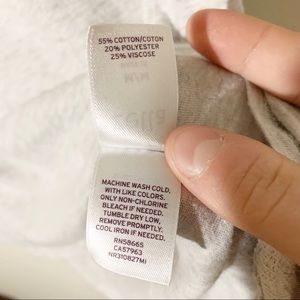 55% COTTON/COTON
20% POLYESTER
25% VISCOSE
M/M
ella
MACHINE WASH COLD,
WITH LIKE COLORS.
ONLY NON-CHLORINE
BLEACH IF NEEDED.
TUMBLE DRY LOW,
REMOVE PROMPTLY.
COOL IRON IF NEEDED.
RN58665
CA57963
NR310827MI